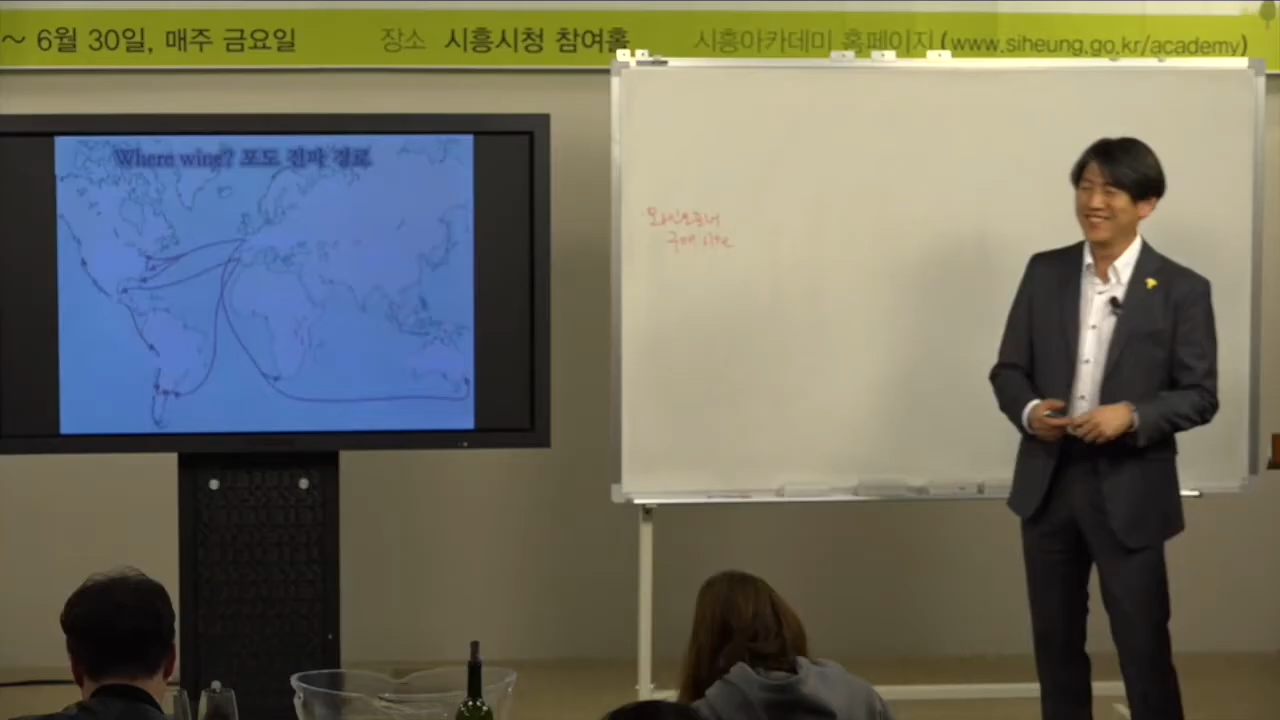 ~ 6월 30일, 매주 금요일 장소 시흥시청 참여홀 시흥아카데미 홈페이지 (www.siheung.go.kr/academy)
Where wine? 포도 전파 경로